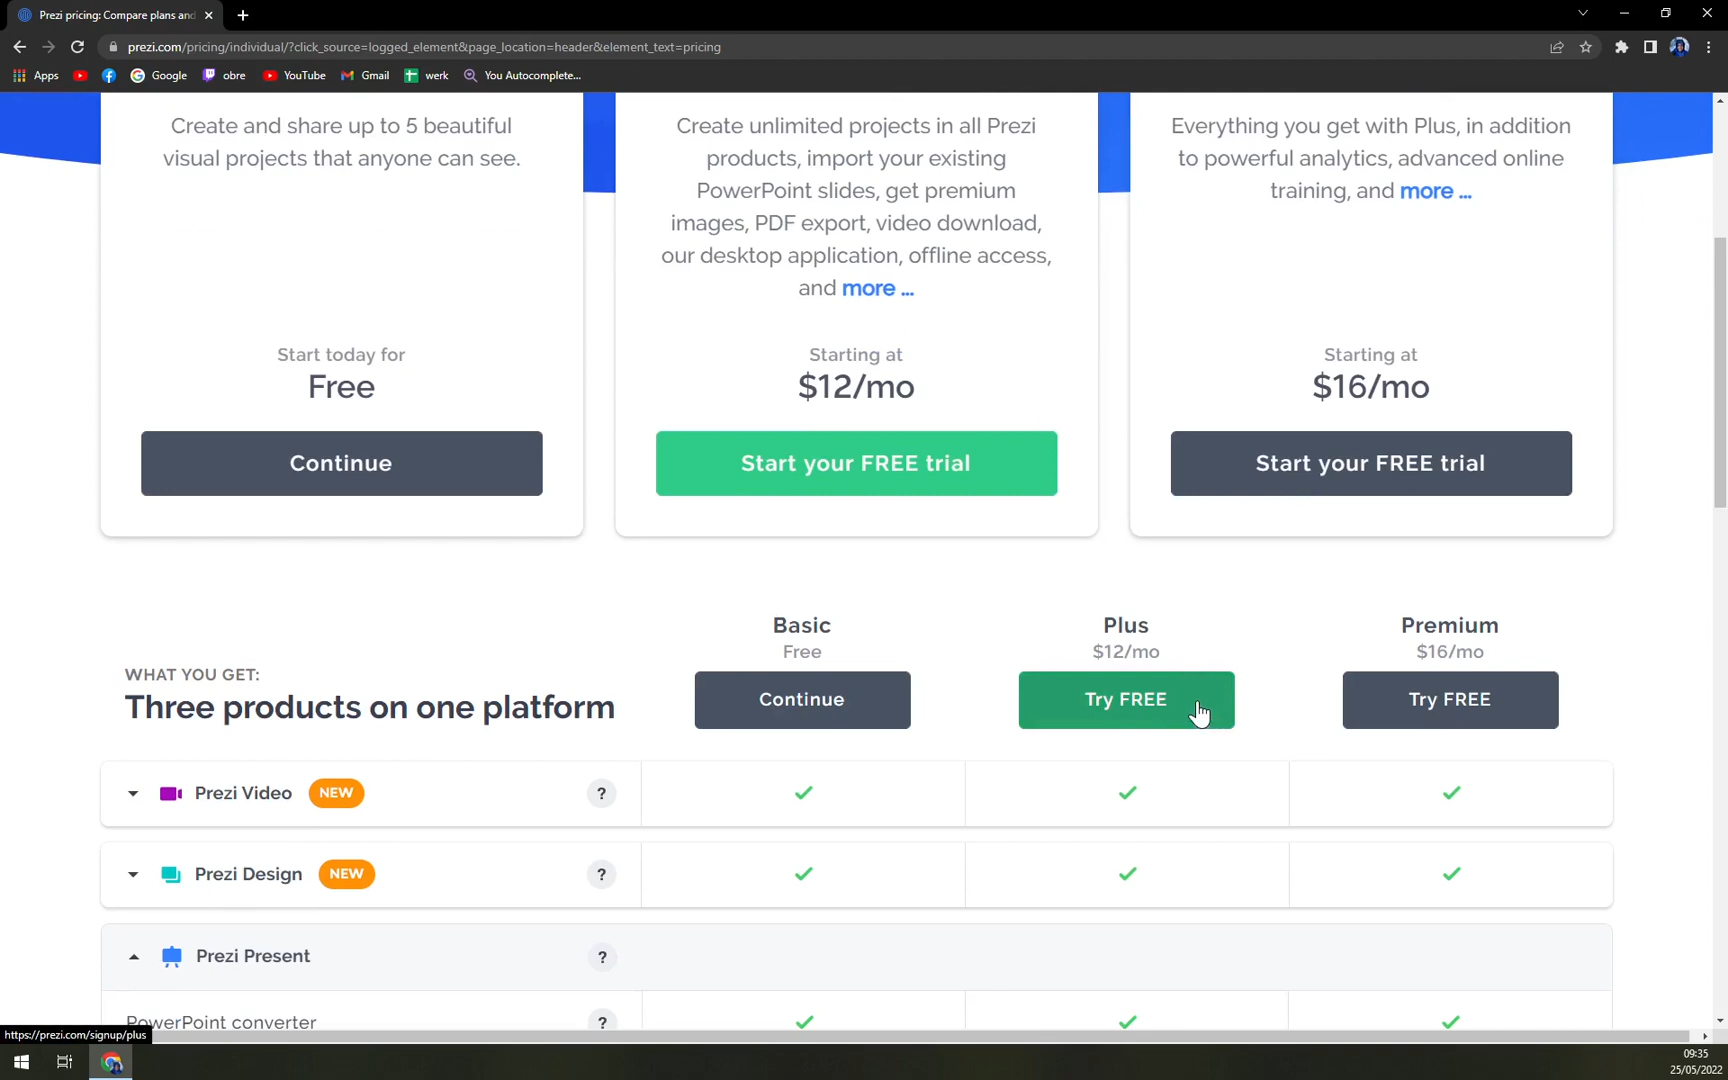 Prezi pricing: Compare plans and
prezi.com/pricing/individual/?click_source=logged_element&page_location=header&element_text=pricing
Apps
Google
obre
YouTube
Gmail
werk
You Autocomplete...
Create and share up to 5 beautiful
visual projects that anyone can see.
Start today for
Free
Continue
Create unlimited projects in all Prezi
products, import your existing
PowerPoint slides, get premium
images, PDF export, video download,
our desktop application, offline access,
and more ...
Starting at
$12/mo
Start your FREE trial
Everything you get with Plus, in addition
to powerful analytics, advanced online
training, and more ...
Starting at
$16/mo
Start your FREE trial
WHAT YOU GET:
Three products on one platform
Basic
Free
Continue
Plus
$12/mo
Try FREE
Premium
$16/mo
Try FREE
Prezi Video NEW ?
Prezi Design NEW ?
Prezi Present ?
PowerPoint converter ?
https://prezi.com/signup/plus
09:35
25/05/2022